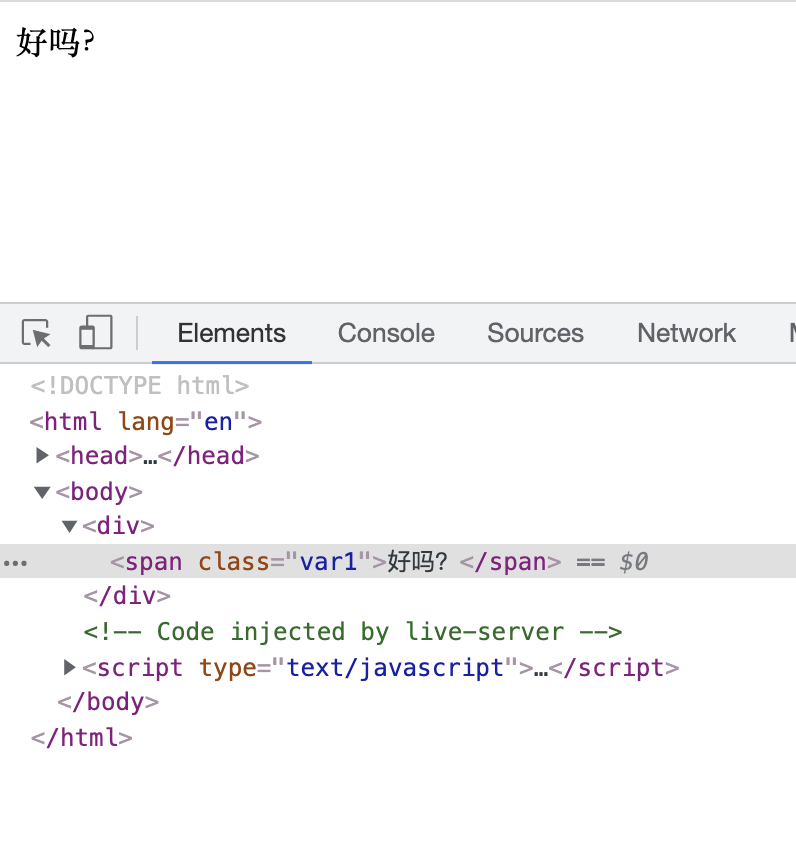 好吗？
Elements Console Sources Network
<!DOCTYPE html>
<html lang="en">
<head>…</head>
<body>
<div>
<span class="var1">好吗？</span> == $0
</div>
<!-- Code injected by live-server -->
<script type="text/javascript">…</script>
</body>
</html>